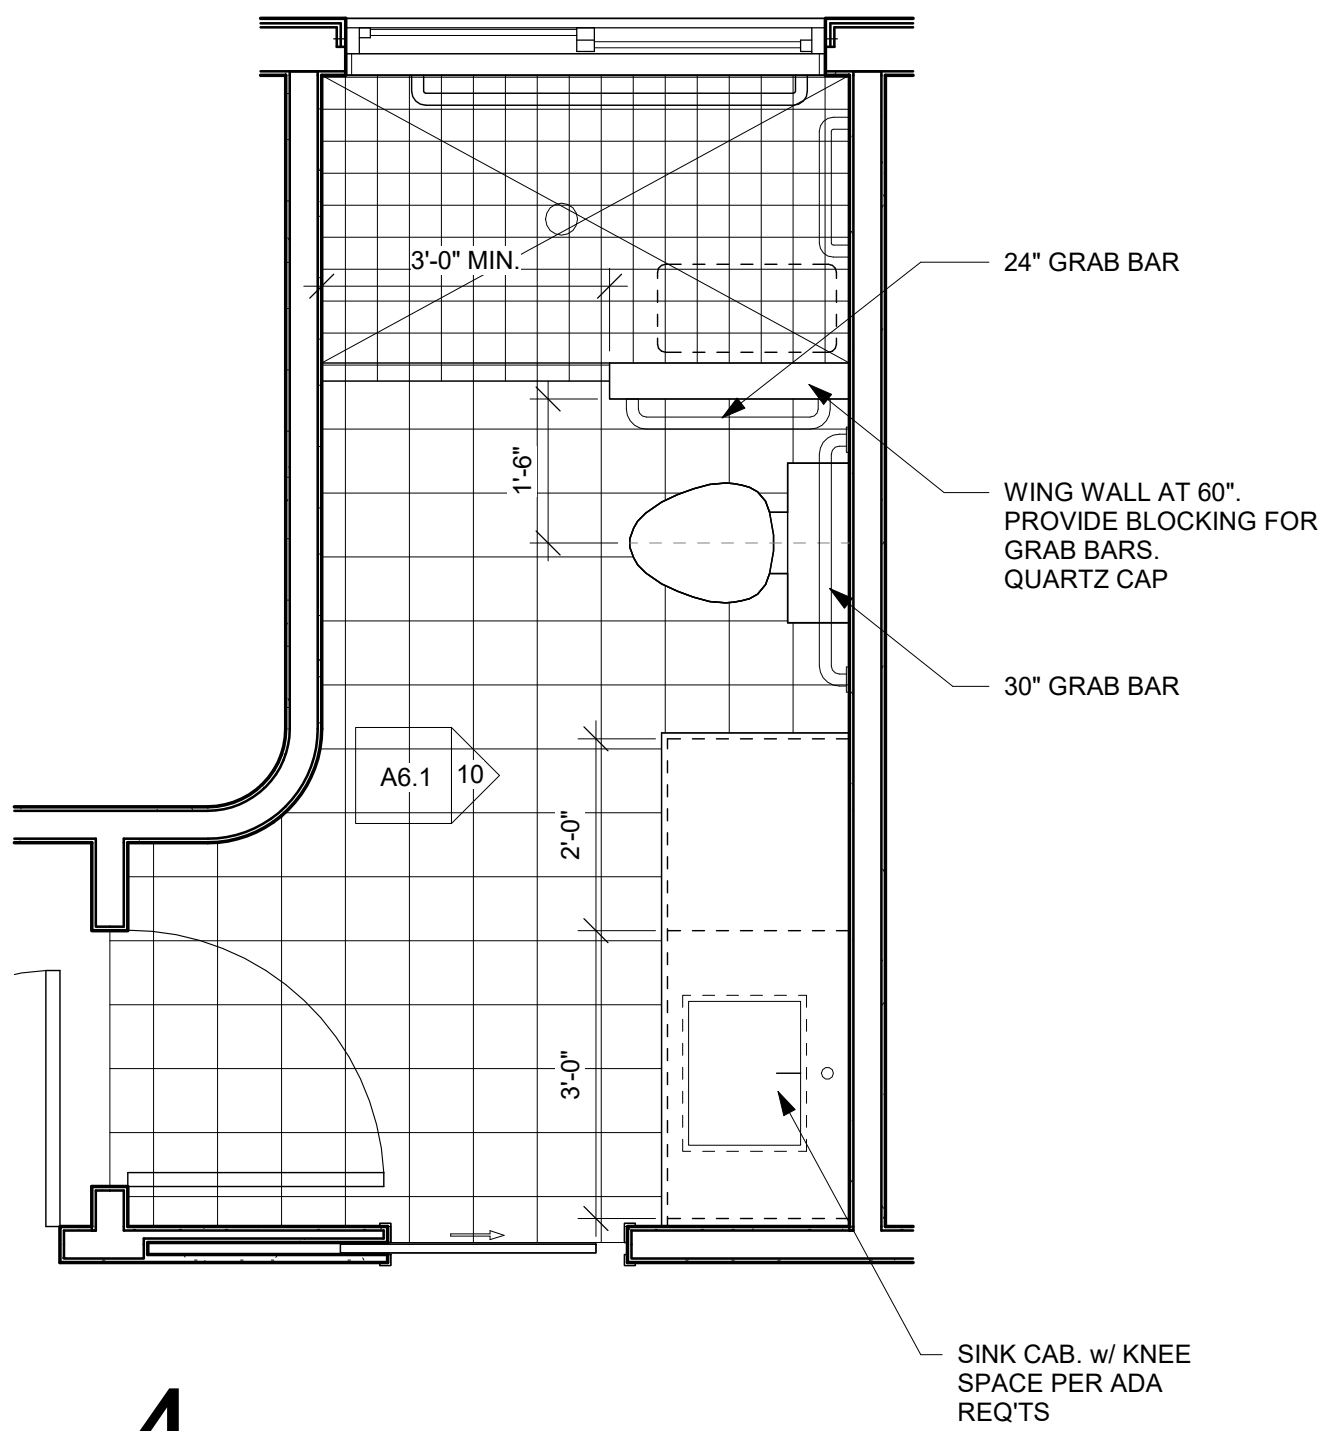 3'-0" MIN.
24" GRAB BAR
1'-6"
WING WALL AT 60".
PROVIDE BLOCKING FOR
GRAB BARS.
QUARTZ CAP
30" GRAB BAR
A6.1
10
2'-0"
3'-0"
SINK CAB. w/ KNEE
SPACE PER ADA
REQ'TS
4